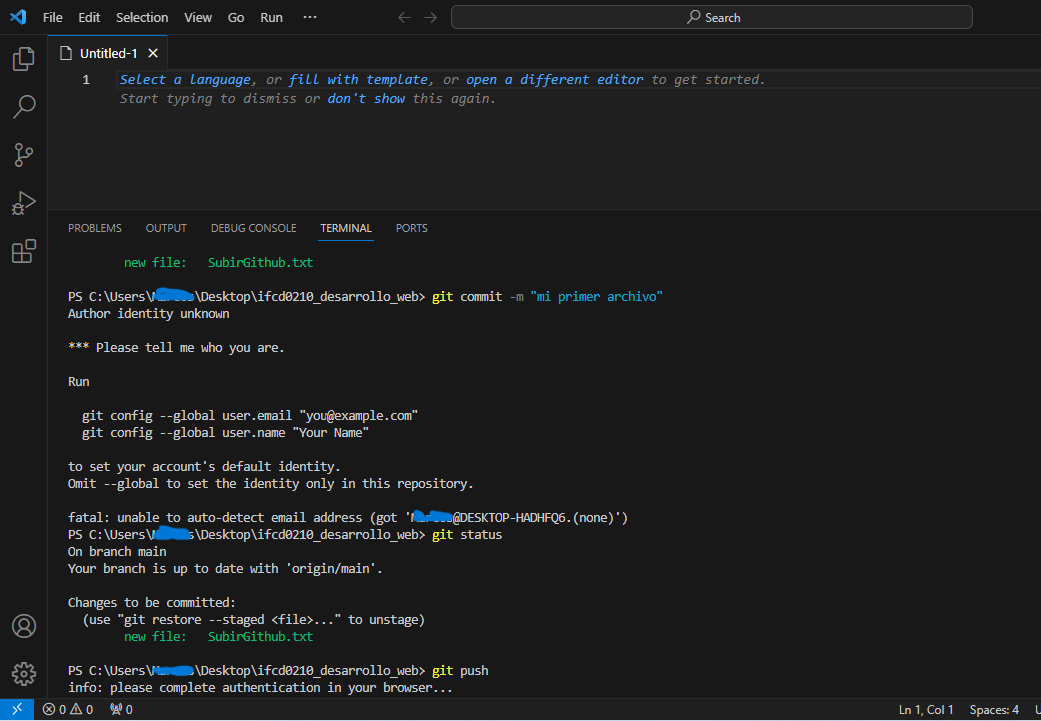 File Edit Selection View Go Run ···
Search
Untitled-1
1 Select a language, or fill with template, or open a different editor to get started.
Start typing to dismiss or don't show this again.
PROBLEMS OUTPUT DEBUG CONSOLE TERMINAL PORTS
new file: SubirGithub.txt
PS C:\Users\ \Desktop\ifcd0210_desarrollo_web> git commit -m "mi primer archivo"
Author identity unknown
*** Please tell me who you are.
Run
git config --global user.email "you@example.com"
git config --global user.name "Your Name"
to set your account's default identity.
Omit --global to set the identity only in this repository.
fatal: unable to auto-detect email address (got ' @DESKTOP-HADHFQ6.(none)')
PS C:\Users\ \Desktop\ifcd0210_desarrollo_web> git status
On branch main
Your branch is up to date with 'origin/main'.
Changes to be committed:
(use "git restore --staged <file>..." to unstage)
new file: SubirGithub.txt
PS C:\Users\ \Desktop\ifcd0210_desarrollo_web> git push
info: please complete authentication in your browser...
0 0 0 Ln 1, Col 1 Spaces: 4